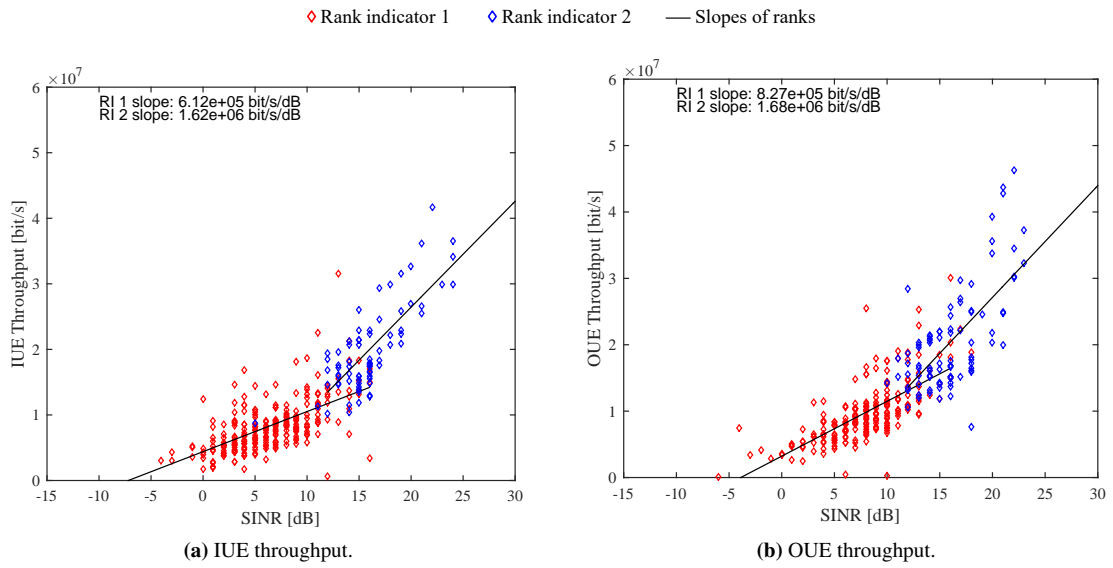 Rank indicator 1 Rank indicator 2 Slopes of ranks
×10⁷
RI 1 slope: 6.12e+05 bit/s/dB
RI 2 slope: 1.62e+06 bit/s/dB
IUE Throughput [bit/s]
6
5
4
3
2
1
0
-15 -10 -5 0 5 10 15 20 25 30
SINR [dB]
(a) IUE throughput.
×10⁷
RI 1 slope: 8.27e+05 bit/s/dB
RI 2 slope: 1.68e+06 bit/s/dB
OUE Throughput [bit/s]
6
5
4
3
2
1
0
-15 -10 -5 0 5 10 15 20 25 30
SINR [dB]
(b) OUE throughput.